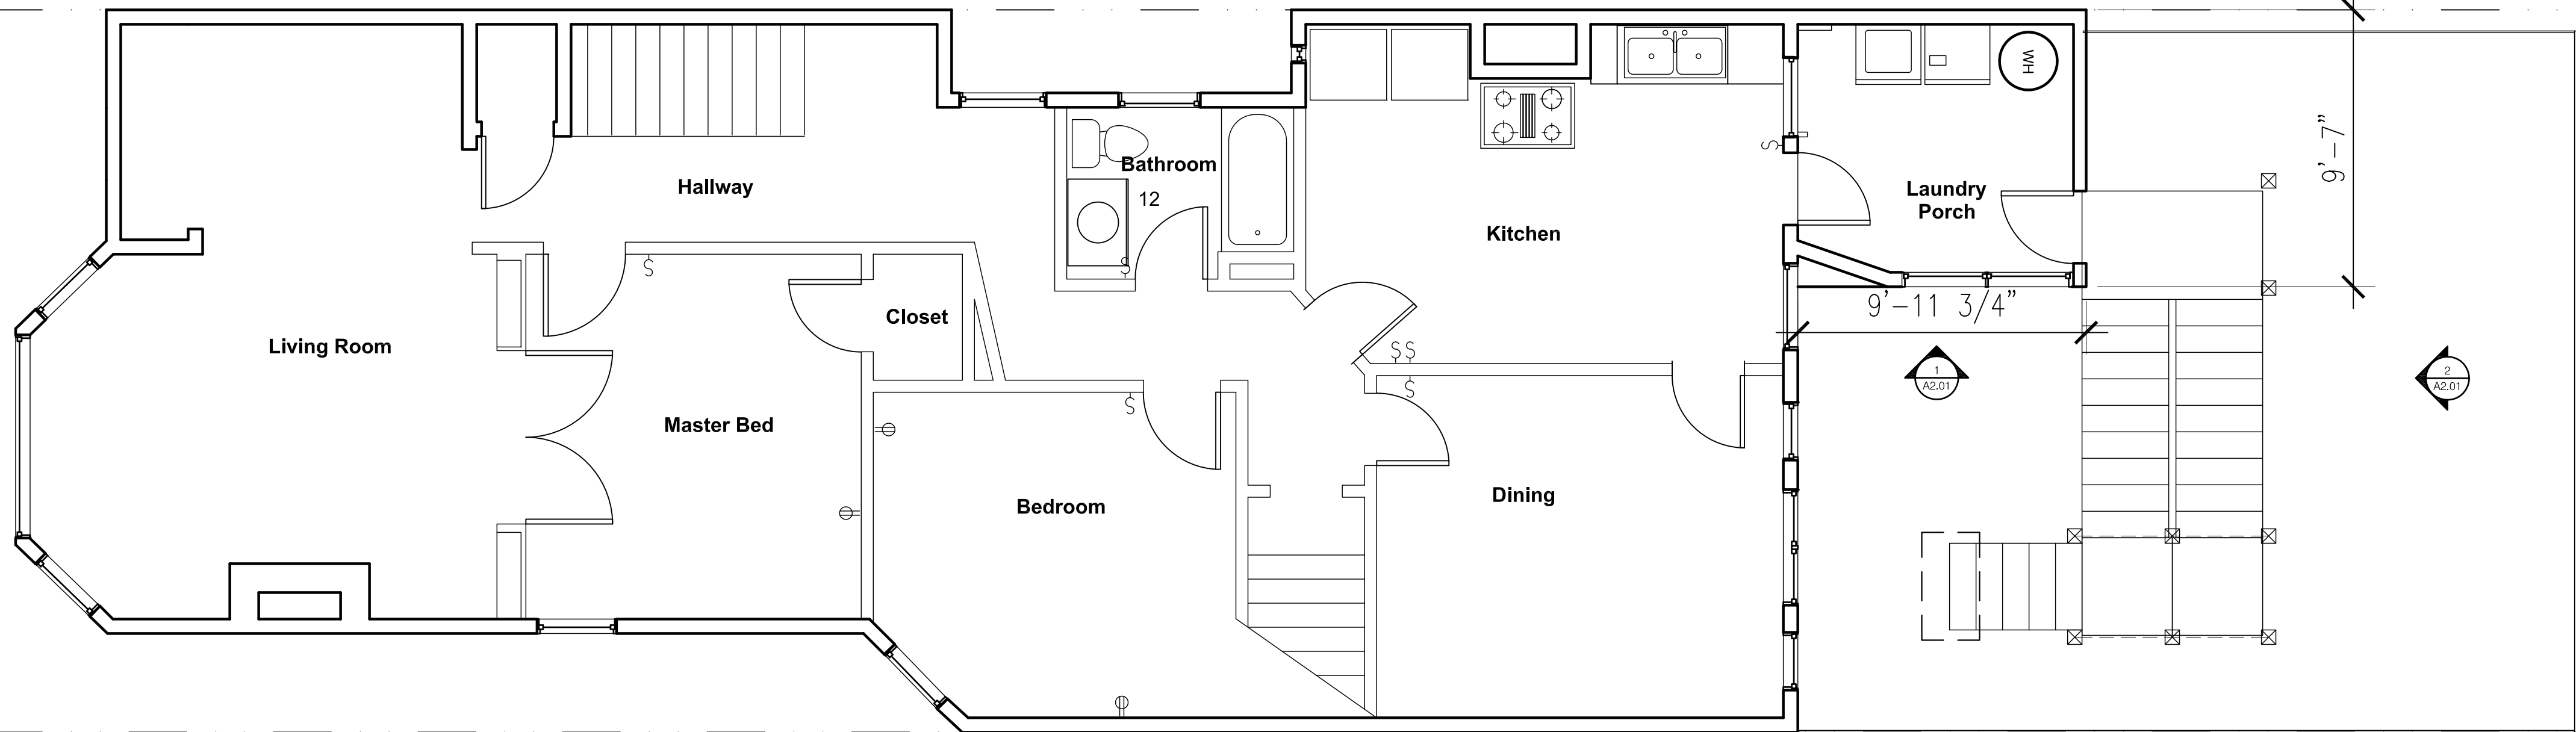 WH
9'-7"
Bathroom
Hallway
12
Laundry
Porch
Kitchen
9'-11 3/4"
Closet
Living Room
S
S
S S
S
S
S
1
A2.01
2
A2.01
Master Bed
Dining
Bedroom